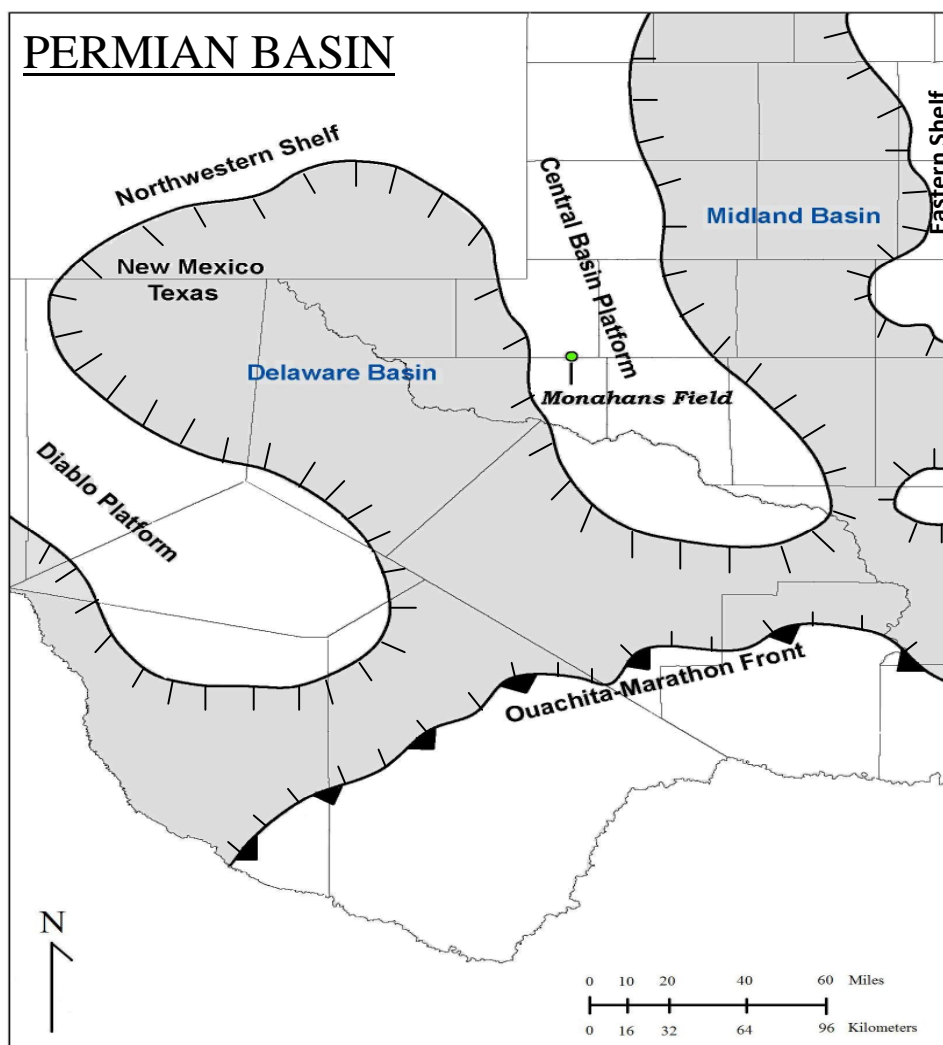 PERMIAN BASIN
Northwestern Shelf
Eastern Shelf
Central Basin Platform
Midland Basin
New Mexico
Texas
Delaware Basin
Monahans Field
Diablo Platform
Ouachita-Marathon Front
N
0 10 20 40 60 Miles
0 16 32 64 96 Kilometers